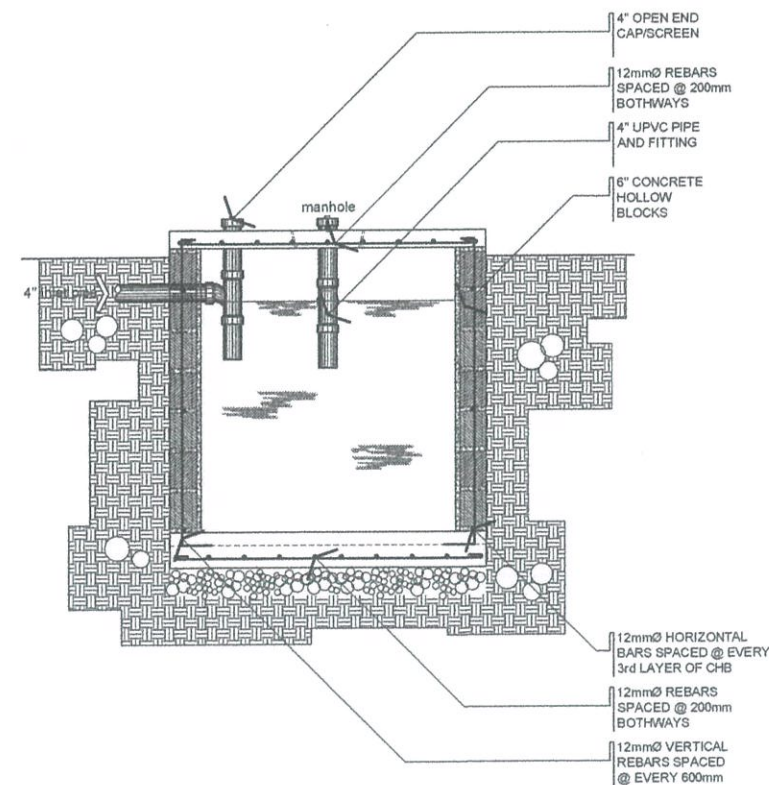 4" OPEN END
CAP/SCREEN
12mmØ REBARS
SPACED @ 200mm
BOTHWAYS
4" UPVC PIPE
AND FITTING
6" CONCRETE
HOLLOW
BLOCKS
manhole
4"
12mmØ HORIZONTAL
BARS SPACED @ EVERY
3rd LAYER OF CHB
12mmØ REBARS
SPACED @ 200mm
BOTHWAYS
12mmØ VERTICAL
REBARS SPACED
@ EVERY 600mm